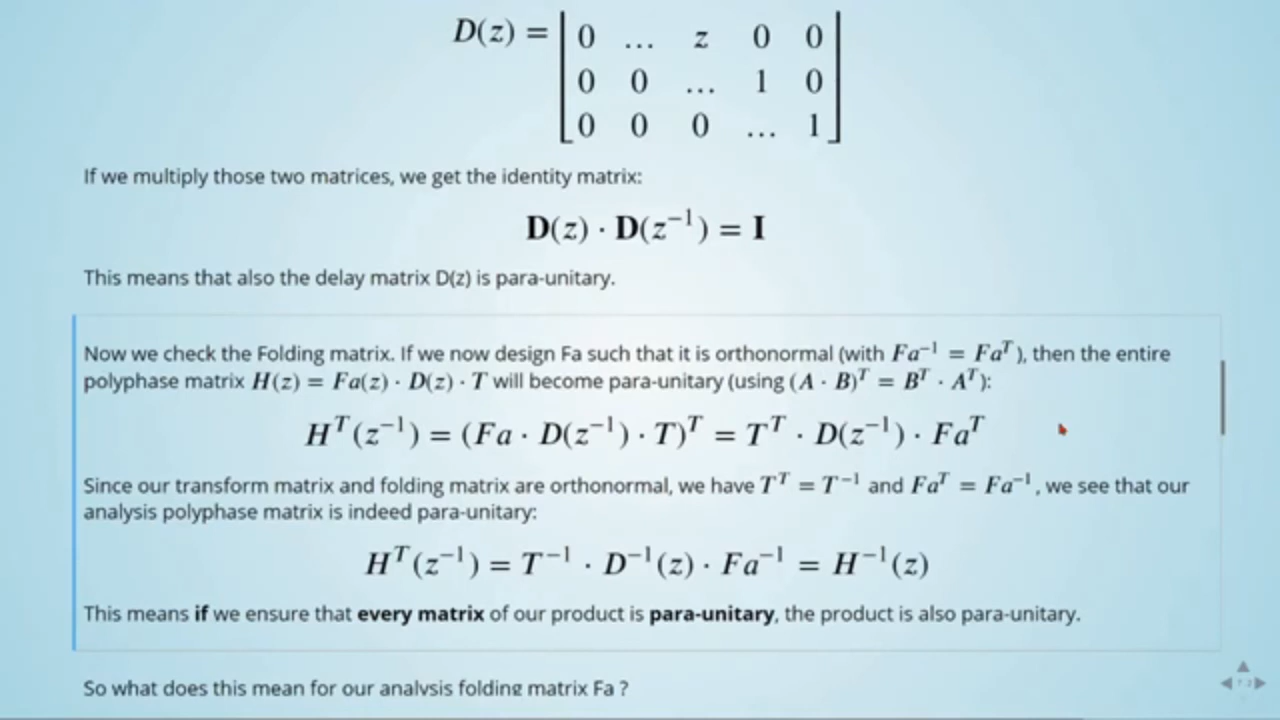 D(z) = [0 ... z 0 0
0 0 ... 1 0
0 0 0 ... 1]
If we multiply those two matrices, we get the identity matrix:
D(z) · D(z⁻¹) = I
This means that also the delay matrix D(z) is para-unitary.
Now we check the Folding matrix. If we now design Fa such that it is orthonormal (with Fa⁻¹ = Faᵀ), then the entire
polyphase matrix H(z) = Fa(z) · D(z) · T will become para-unitary (using (A · B)ᵀ = Bᵀ · Aᵀ):
Hᵀ(z⁻¹) = (Fa · D(z⁻¹) · T)ᵀ = Tᵀ · D(z⁻¹) · Faᵀ
Since our transform matrix and folding matrix are orthonormal, we have Tᵀ = T⁻¹ and Faᵀ = Fa⁻¹, we see that our
analysis polyphase matrix is indeed para-unitary:
Hᵀ(z⁻¹) = T⁻¹ · D⁻¹(z) · Fa⁻¹ = H⁻¹(z)
This means if we ensure that every matrix of our product is para-unitary, the product is also para-unitary.
So what does this mean for our analysis folding matrix Fa ?